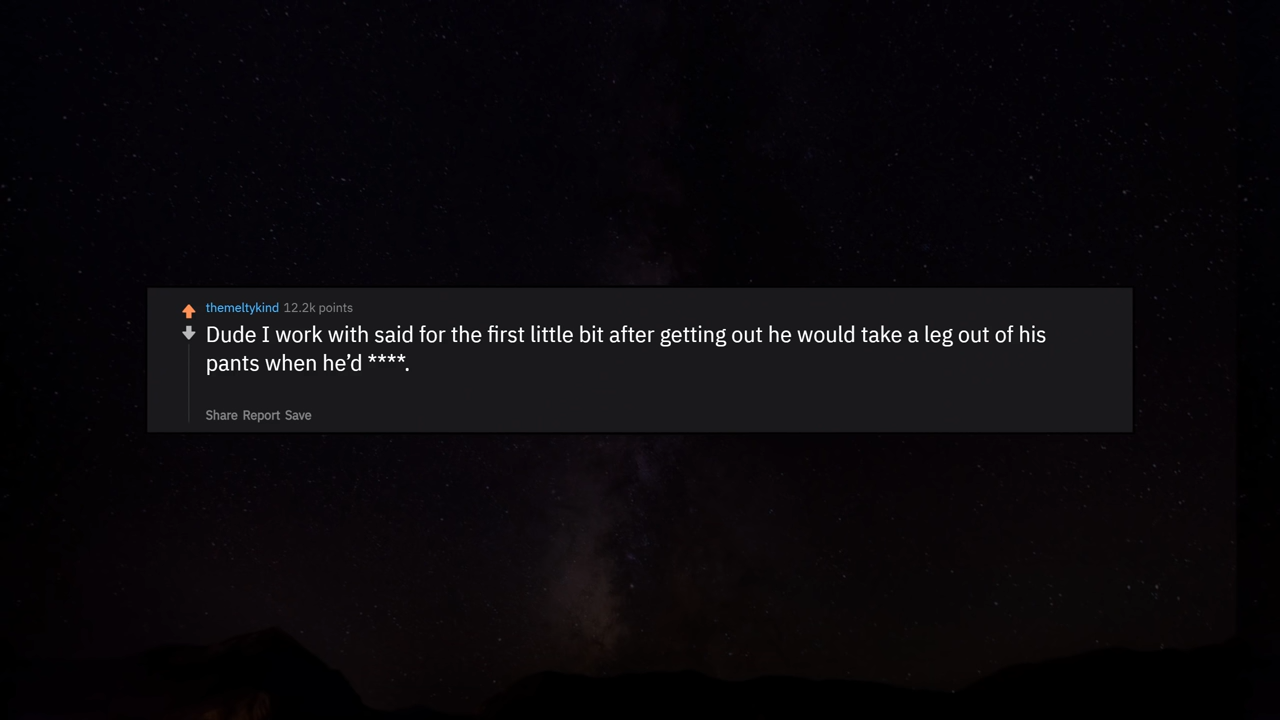 themeltykind 12.2k points
Dude I work with said for the first little bit after getting out he would take a leg out of his
pants when he’d ****.
Share Report Save